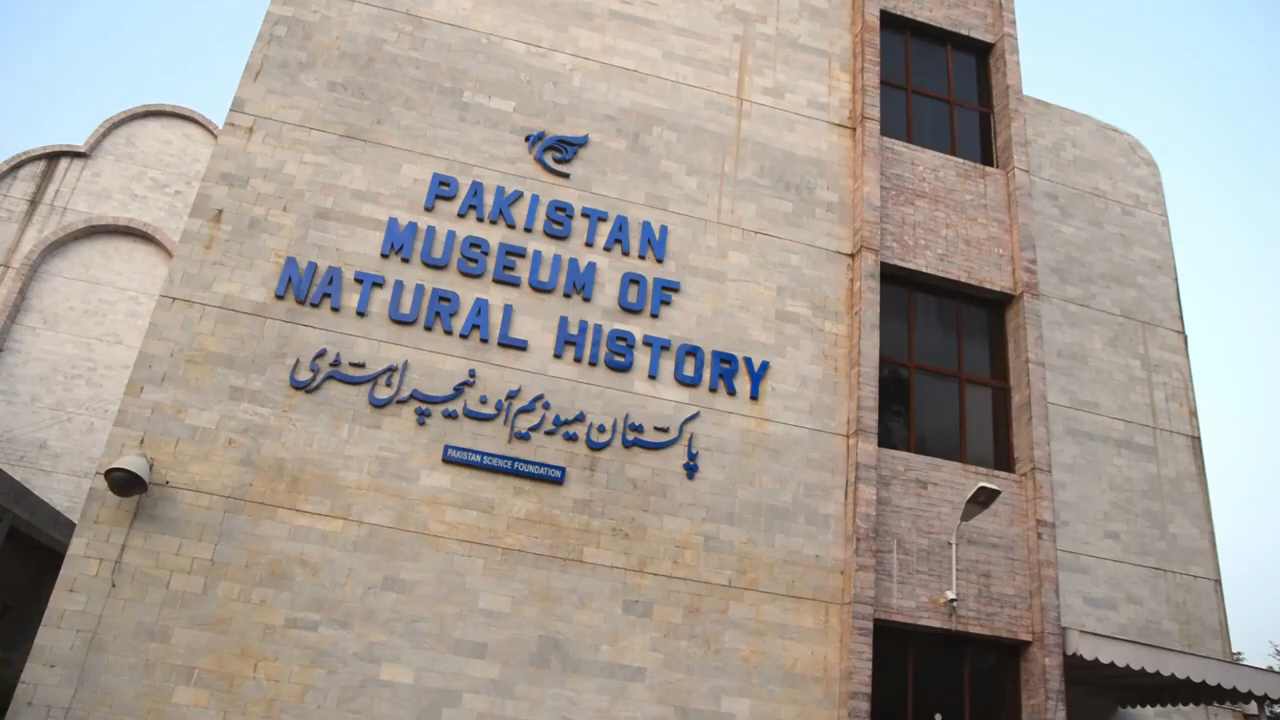 PAKISTAN
MUSEUM OF
NATURAL HISTORY
پاکستان میوزیم آف نیچرل ہسٹری
PAKISTAN SCIENCE FOUNDATION